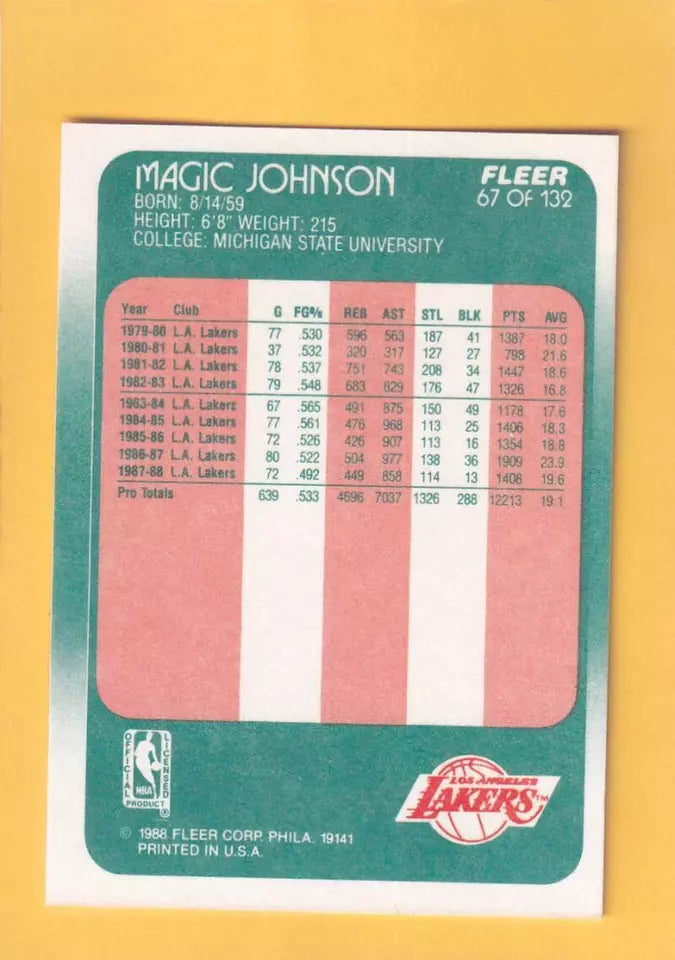 MAGIC JOHNSON
FLEER
BORN: 8/14/59
67 OF 132
HEIGHT: 6'8" WEIGHT: 215
COLLEGE: MICHIGAN STATE UNIVERSITY
Year Club G FG% REB AST STL BLK PTS AVG
1979-80 L.A. Lakers 77 .530 596 563 187 41 1387 18.0
1980-81 L.A. Lakers 37 .532 320 317 127 27 798 21.6
1981-82 L.A. Lakers 78 .537 751 743 208 34 1447 18.6
1982-83 L.A. Lakers 79 .548 683 829 176 47 1326 16.8
1983-84 L.A. Lakers 67 .565 491 875 150 49 1178 17.6
1984-85 L.A. Lakers 77 .561 476 968 113 25 1406 18.3
1985-86 L.A. Lakers 72 .526 426 907 113 16 1354 18.8
1986-87 L.A. Lakers 80 .522 504 977 138 36 1909 23.9
1987-88 L.A. Lakers 72 .492 449 858 114 13 1408 19.6
Pro Totals 639 .533 4696 7037 1326 288 12213 19.1
OFFICIAL
LICENSED
NBA
PRODUCT ®
LOS ANGELES
LAKERS™
© 1988 FLEER CORP. PHILA. 19141
PRINTED IN U.S.A.